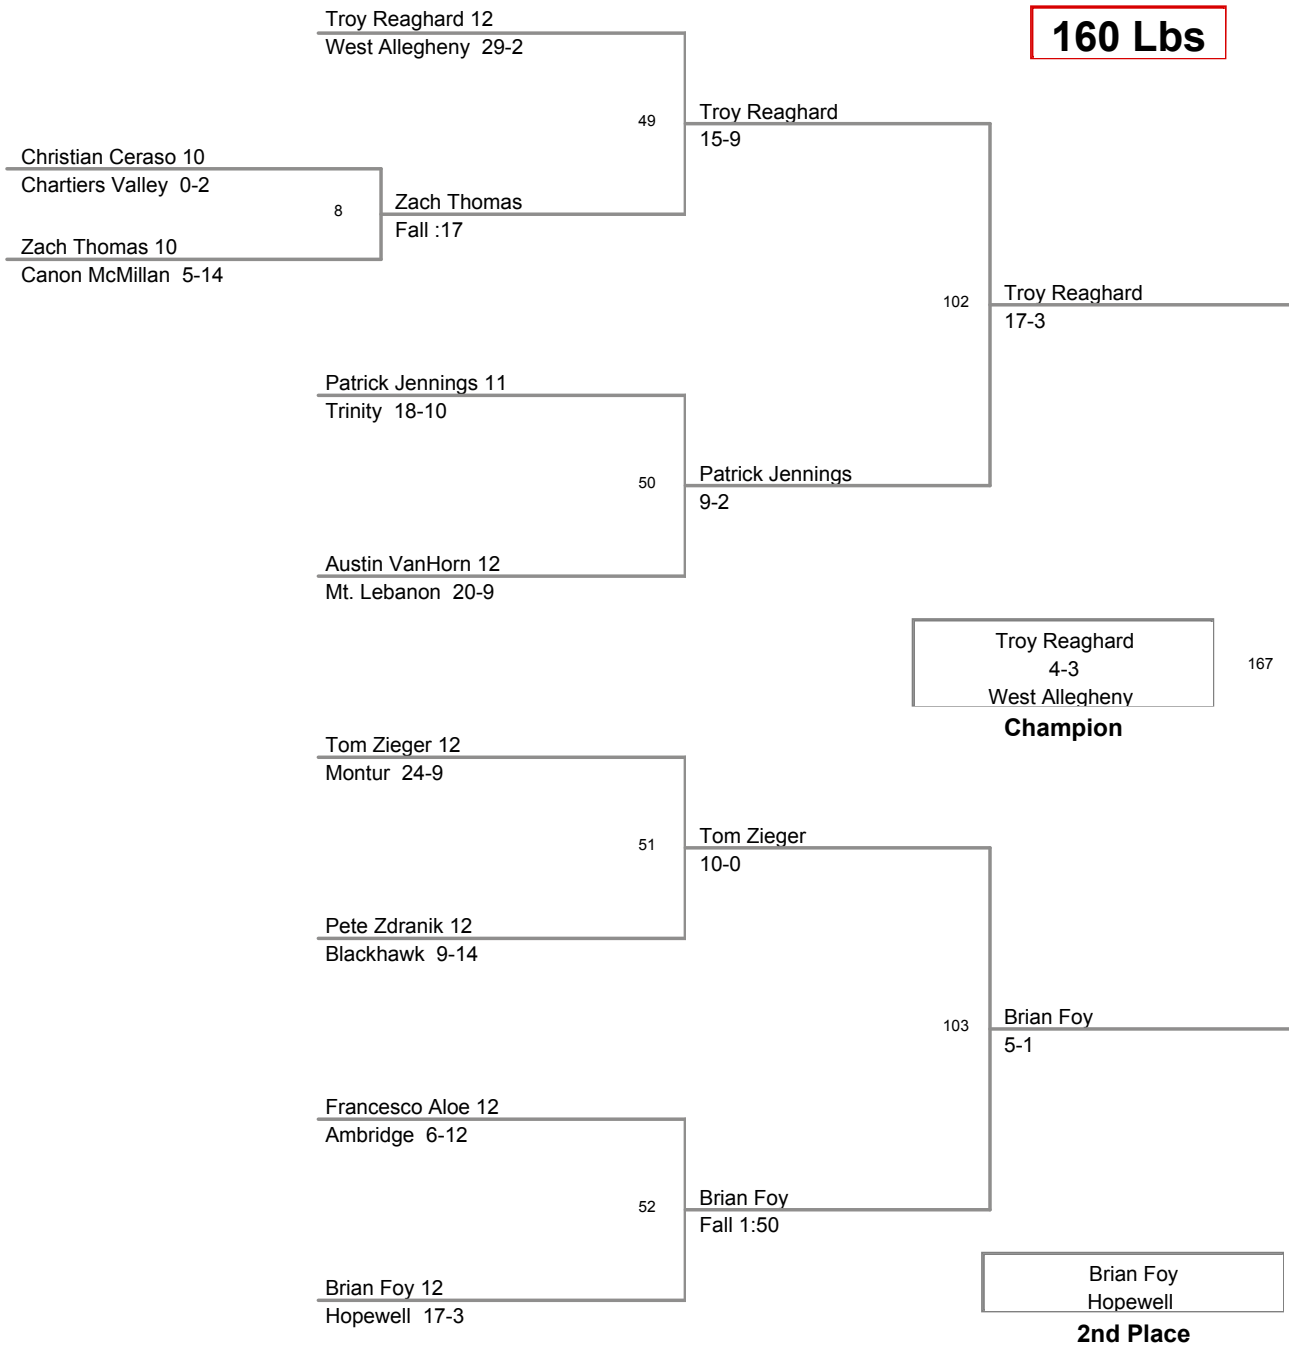 Troy Reaghard 12
West Allegheny 29-2
160 Lbs
49
Troy Reaghard
15-9
Christian Ceraso 10
Chartiers Valley 0-2
8
Zach Thomas
Fall :17
Zach Thomas 10
Canon McMillan 5-14
102
Troy Reaghard
17-3
Patrick Jennings 11
Trinity 18-10
50
Patrick Jennings
9-2
Austin VanHorn 12
Mt. Lebanon 20-9
Troy Reaghard
4-3
West Allegheny
167
Champion
Tom Zieger 12
Montur 24-9
51
Tom Zieger
10-0
Pete Zdranik 12
Blackhawk 9-14
103
Brian Foy
5-1
Francesco Aloe 12
Ambridge 6-12
52
Brian Foy
Fall 1:50
Brian Foy 12
Hopewell 17-3
Brian Foy
Hopewell
2nd Place